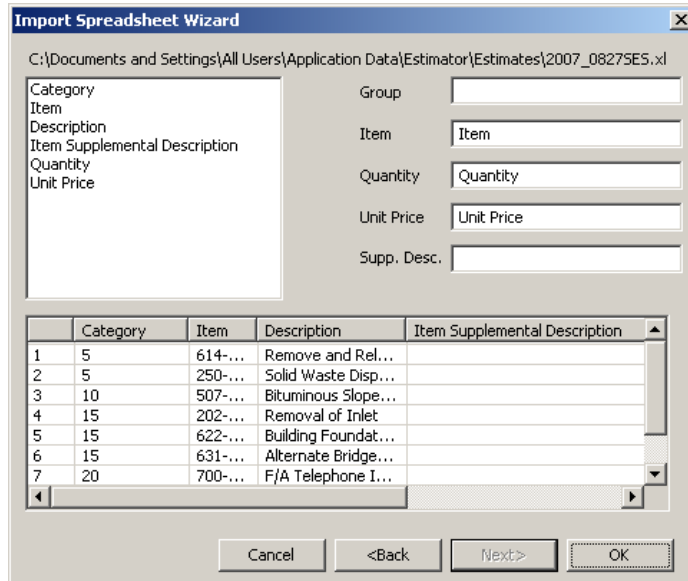 Import Spreadsheet Wizard
C:\Documents and Settings\All Users\Application Data\Estimator\Estimates\2007_0827SES.xl
Category
Item
Description
Item Supplemental Description
Quantity
Unit Price
Group
Item Item
Quantity Quantity
Unit Price Unit Price
Supp. Desc.
Category Item Description Item Supplemental Description
1 5 614-... Remove and Rel...
2 5 250-... Solid Waste Disp...
3 10 507-... Bituminous Slope...
4 15 202-... Removal of Inlet
5 15 622-... Building Foundat...
6 15 631-... Alternate Bridge...
7 20 700-... F/A Telephone I...
Cancel <Back Next> OK